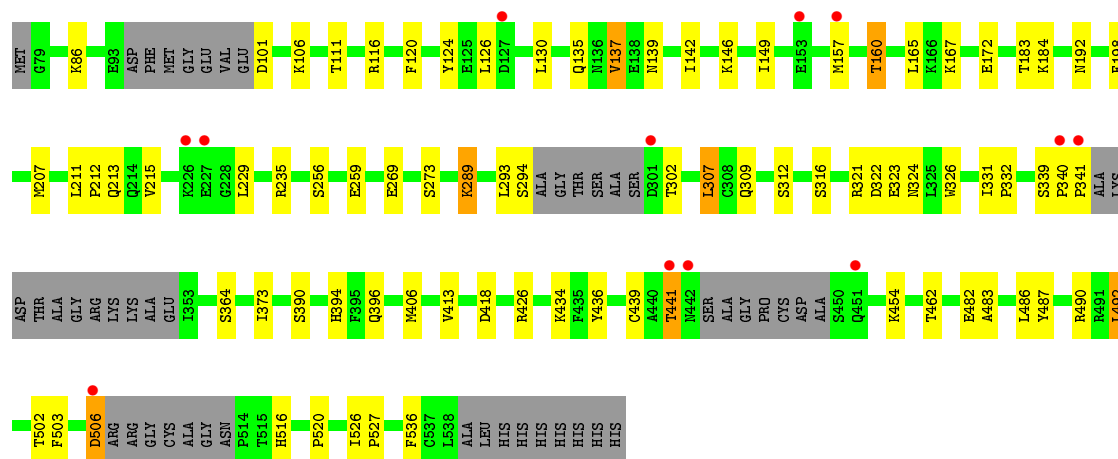 MET G79 K86 E93 ASP PHE MET GLY GLU VAL GLU D101 K106 T111 R116 F120 Y124 E125 L126 D127 L130 Q135 N136 V137 E138 N139 I142 K146 I149 E153 M157 T160 L165 K166 K167 E172 T183 K184 N192
M207 L211 P212 Q213 Q214 V215 K226 E227 G228 L229 R235 S256 E259 E269 S273 K289 L293 S294 ALA GLY THR SER ALA SER D301 T302 L307 C308 Q309 S312 S316 R321 D322 E323 N324 L325 W326 I331 P332 S339 P340 P341 ALA
ASP THR ALA GLY ARG LYS LYS ALA GLU I353 S364 I373 S390 H394 F395 Q396 M406 V413 D418 R426 K434 F435 Y436 C439 A440 T441 N442 SER ALA GLY PRO CYS ASP ALA S450 Q451 K454 T462 E482 A483 L486 Y487 R490 R491
T502 F503 D506 ARG ARG GLY CYS ALA GLY ASN P514 T515 H516 P520 I526 P527 F536 C537 L538 ALA LEU HIS HIS HIS HIS HIS HIS